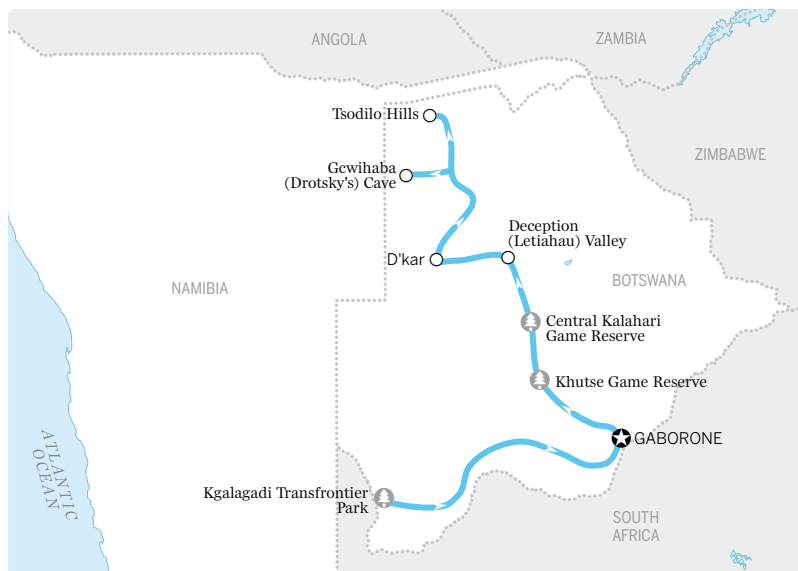 ANGOLA
ZAMBIA
Tsodilo Hills
ZIMBABWE
Gcwihaba
(Drotsky's) Cave
Deception
(Letiahau) Valley
D'kar
NAMIBIA
BOTSWANA
Central Kalahari
Game Reserve
Khutse Game Reserve
GABORONE
ATLANTIC
OCEAN
Kgalagadi Transfrontier
Park
SOUTH
AFRICA